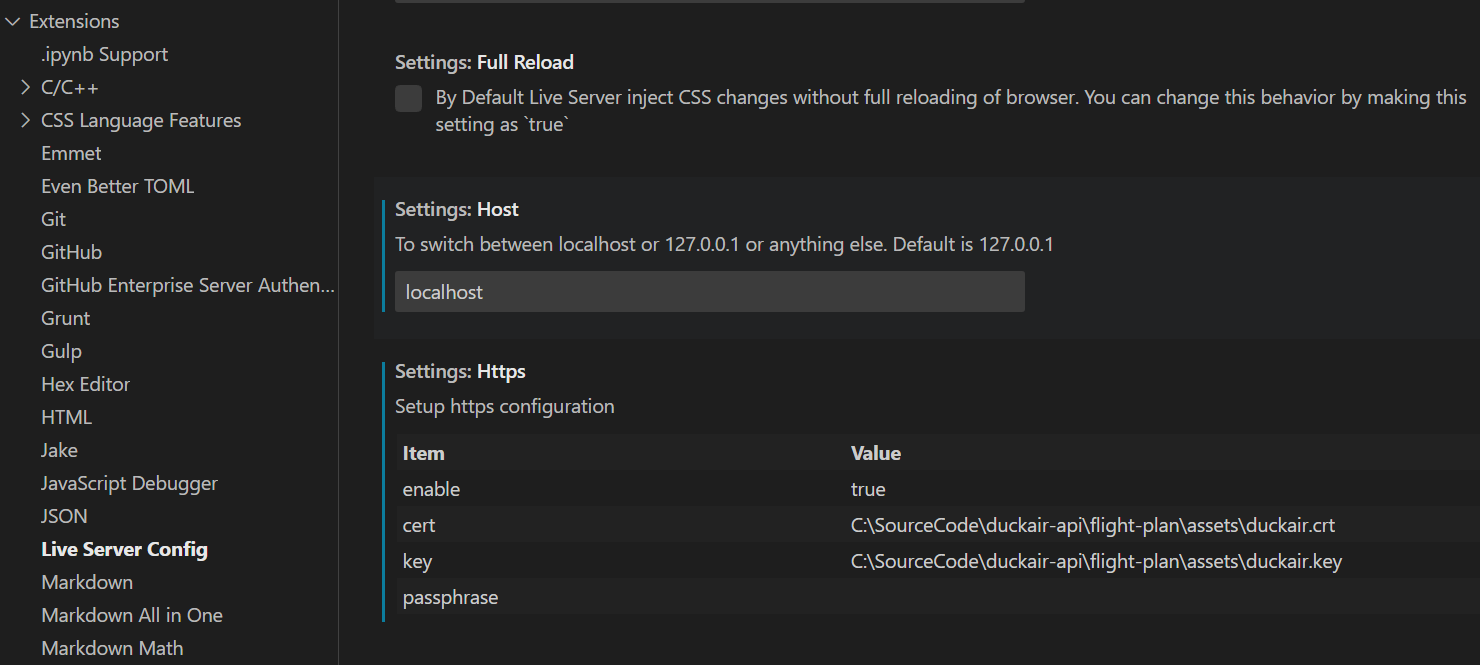 Extensions
.ipynb Support
C/C++
CSS Language Features
Emmet
Even Better TOML
Git
GitHub
GitHub Enterprise Server Authen...
Grunt
Gulp
Hex Editor
HTML
Jake
JavaScript Debugger
JSON
Live Server Config
Markdown
Markdown All in One
Markdown Math
Settings: Full Reload
By Default Live Server inject CSS changes without full reloading of browser. You can change this behavior by making this
setting as `true`
Settings: Host
To switch between localhost or 127.0.0.1 or anything else. Default is 127.0.0.1
localhost
Settings: Https
Setup https configuration
Item Value
enable true
cert C:\SourceCode\duckair-api\flight-plan\assets\duckair.crt
key C:\SourceCode\duckair-api\flight-plan\assets\duckair.key
passphrase